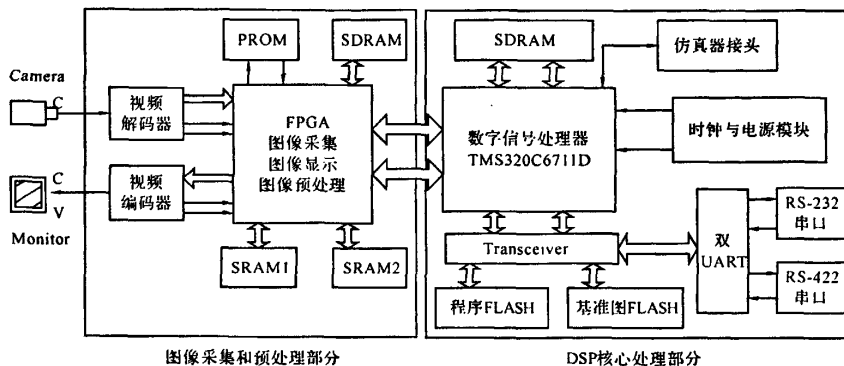 Camera
C
视频
解码器
C
V
Monitor
视频
编码器
PROM
SDRAM
FPGA
图像采集
图像显示
图像预处理
SRAM1
SRAM2
图像采集和预处理部分
SDRAM
仿真器接头
数字信号处理器
TMS320C6711D
时钟与电源模块
Transceiver
双
UART
RS-232
串口
RS-422
串口
程序FLASH
基准图FLASH
DSP核心处理部分